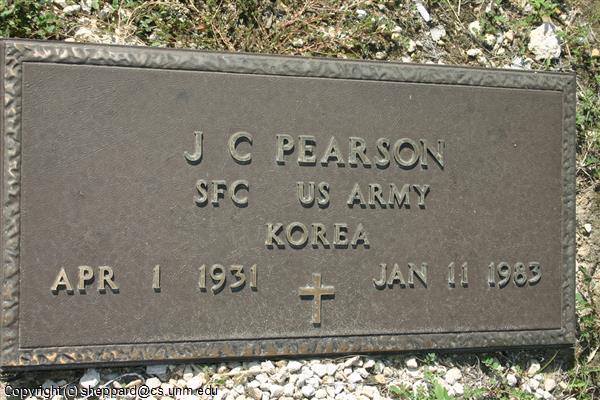 J C PEARSON
SFC US ARMY
KOREA
APR 1 1931 JAN 11 1983
Copyright(c) sheppard@cs.unm.edu